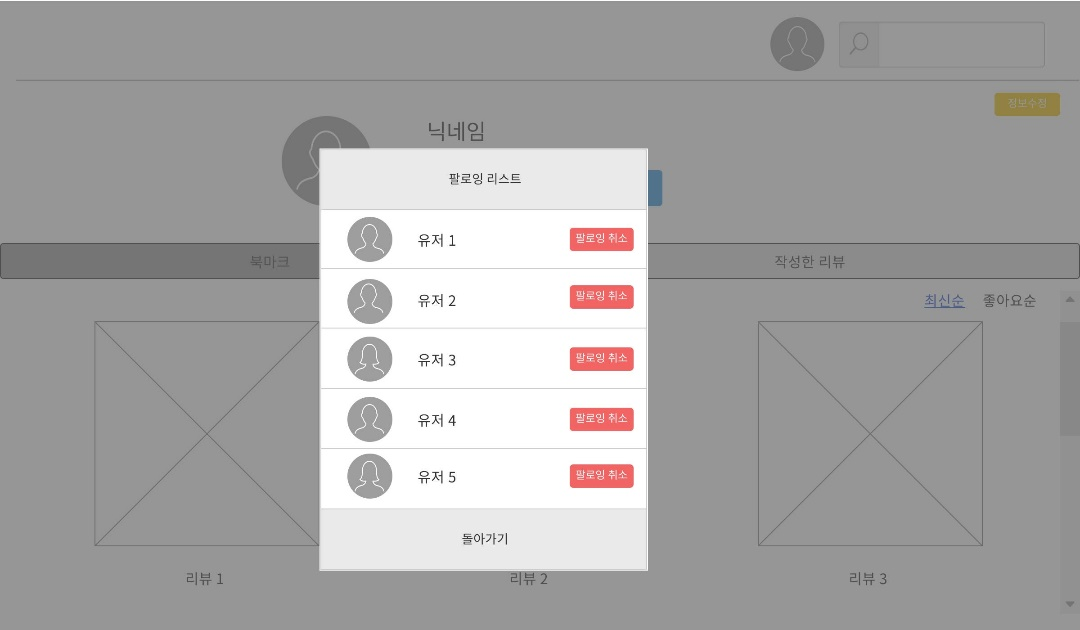 정보수정
닉네임
팔로잉 리스트
유저 1
팔로잉 취소
유저 2
팔로잉 취소
유저 3
팔로잉 취소
유저 4
팔로잉 취소
유저 5
팔로잉 취소
돌아가기
북마크
작성한 리뷰
최신순 좋아요순
리뷰 1
리뷰 2
리뷰 3